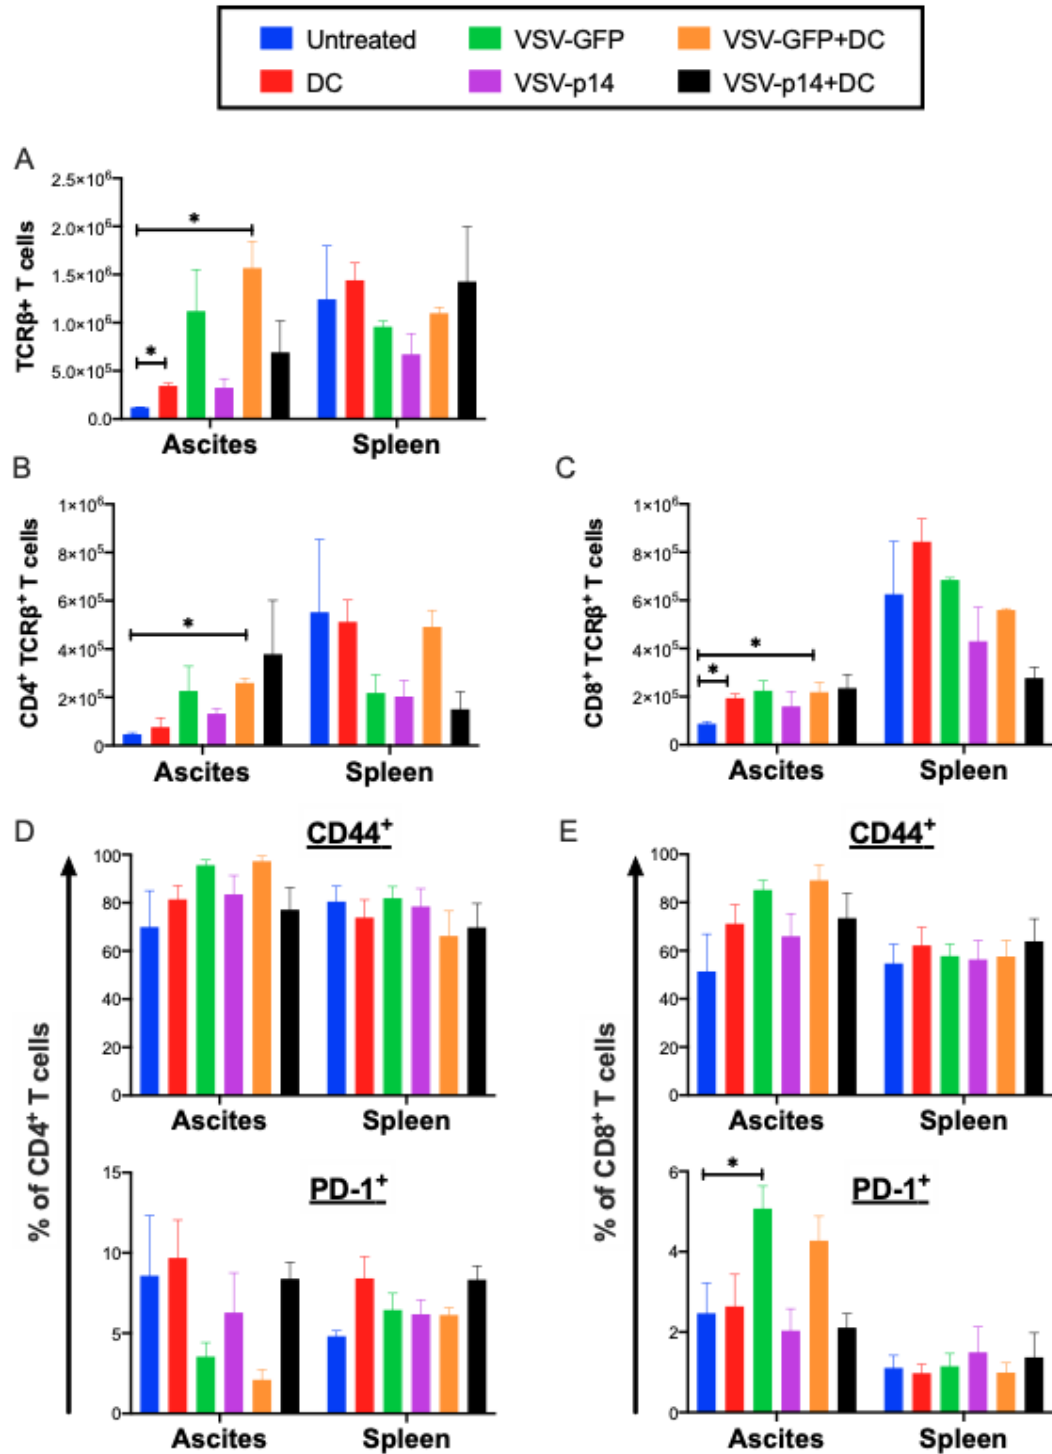 Untreated VSV-GFP VSV-GFP+DC
DC VSV-p14 VSV-p14+DC
A
2.5×10⁶
2.0×10⁶
1.5×10⁶
1.0×10⁶
5.0×10⁵
0.0
TCRβ+ T cells
*
*
Ascites Spleen
B
1×10⁶
8×10⁵
6×10⁵
4×10⁵
2×10⁵
0
CD4⁺ TCRβ⁺ T cells
*
Ascites Spleen
C
1×10⁶
8×10⁵
6×10⁵
4×10⁵
2×10⁵
0
CD8⁺ TCRβ⁺ T cells
*
*
Ascites Spleen
D
CD44⁺
100
80
60
40
20
0
Ascites Spleen
% of CD4⁺ T cells
PD-1⁺
15
10
5
0
Ascites Spleen
E
CD44⁺
100
80
60
40
20
0
Ascites Spleen
% of CD8⁺ T cells
PD-1⁺
6
4
2
0
*
Ascites Spleen